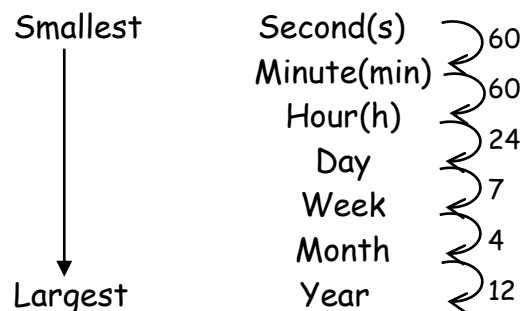 Smallest Second(s)
60
Minute(min)
60
Hour(h)
24
Day
7
Week
4
Month
12
Largest Year